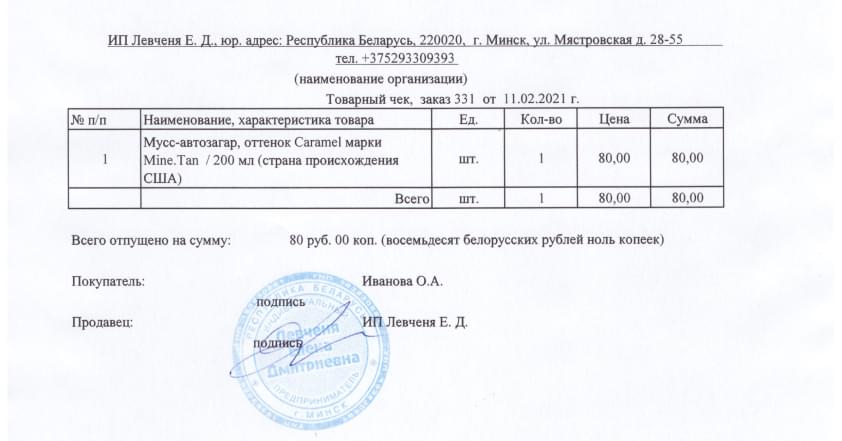 ИП Левченя Е. Д., юр. адрес: Республика Беларусь, 220020, г. Минск, ул. Мястровская д. 28-55
тел. +375293309393
(наименование организации)
Товарный чек, заказ 331 от 11.02.2021 г.
№ п/п Наименование, характеристика товара Ед. Кол-во Цена Сумма
1 Мусс-автозагар, оттенок Caramel марки
Mine.Tan / 200 мл (страна происхождения шт. 1 80,00 80,00
США)
Всего шт. 1 80,00 80,00
Всего отпущено на сумму: 80 руб. 00 коп. (восемьдесят белорусских рублей ноль копеек)
Покупатель: Иванова О.А.
подпись
Продавец: ИП Левченя Е. Д.
подпись
РЕСПУБЛИКА БЕЛАРУСЬ
ИНДИВИДУАЛЬНЫЙ
Левченя
Елена
Дмитриевна
ПРЕДПРИНИМАТЕЛЬ
г. МИНСК